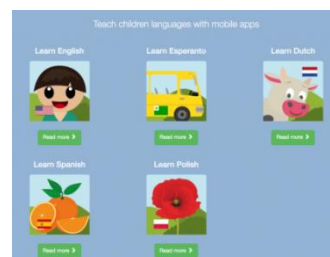 Teach children languages with mobile apps
Learn English
Learn Esperanto
Learn Dutch
Read more >
Read more >
Read more >
Learn Spanish
Learn Polish
Read more >
Read more >